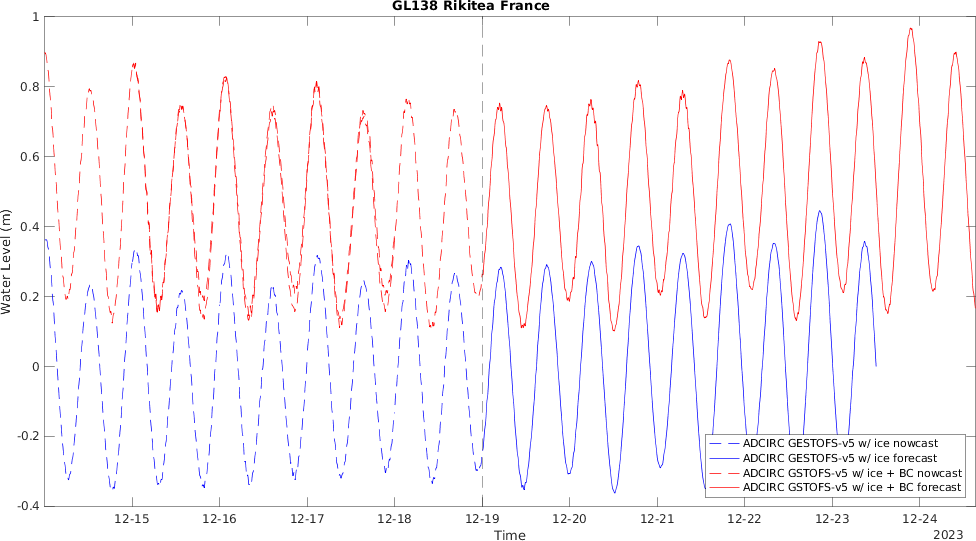 GL138 Rikitea France
1
0.8
0.6
0.4
0.2
0
-0.2
-0.4
Water Level (m)
12-15 12-16 12-17 12-18 12-19 12-20 12-21 12-22 12-23 12-24
Time
2023
ADCIRC GESTOFS-v5 w/ ice nowcast
ADCIRC GESTOFS-v5 w/ ice forecast
ADCIRC GSTOFS-v5 w/ ice + BC nowcast
ADCIRC GSTOFS-v5 w/ ice + BC forecast